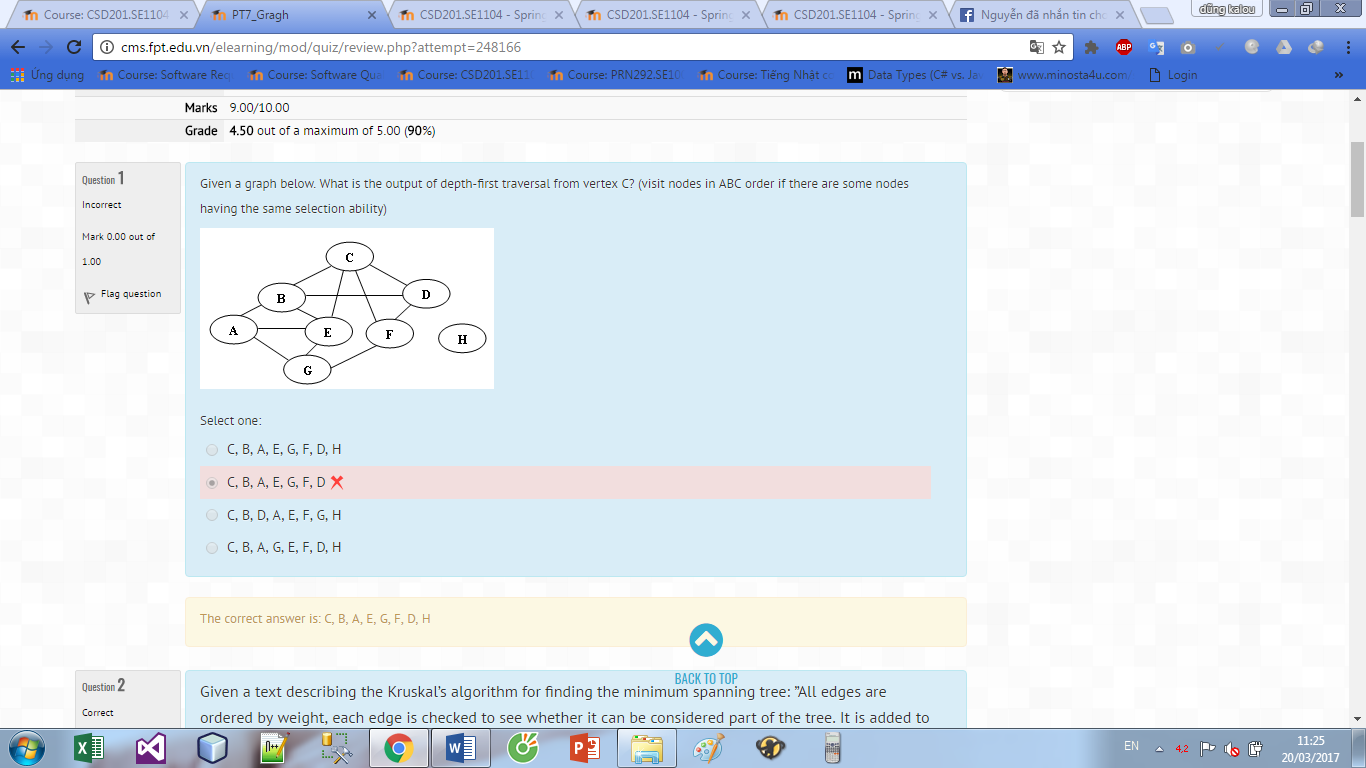 dũng kalou
Course: CSD201.SE1104
PT7_Gragh
CSD201.SE1104 - Spring
CSD201.SE1104 - Spring
CSD201.SE1104 - Spring
Nguyễn đã nhắn tin cho
cms.fpt.edu.vn/elearning/mod/quiz/review.php?attempt=248166
ABP
Ứng dụng
Course: Software Req
Course: Software Qua
Course: CSD201.SE11
Course: PRN292.SE10
Course: Tiếng Nhật cơ
m Data Types (C# vs. Ja
www.minosta4u.com/
Login
»
Marks 9.00/10.00
Grade 4.50 out of a maximum of 5.00 (90%)
Question 1
Incorrect
Mark 0.00 out of
1.00
Flag question
Given a graph below. What is the output of depth-first traversal from vertex C? (visit nodes in ABC order if there are some nodes
having the same selection ability)
C
B D
A E F H
G
Select one:
C, B, A, E, G, F, D, H
C, B, A, E, G, F, D
C, B, D, A, E, F, G, H
C, B, A, G, E, F, D, H
The correct answer is: C, B, A, E, G, F, D, H
BACK TO TOP
Question 2
Correct
Given a text describing the Kruskal's algorithm for finding the minimum spanning tree: ”All edges are
ordered by weight, each edge is checked to see whether it can be considered part of the tree. It is added to
EN
4,2
11:25
20/03/2017